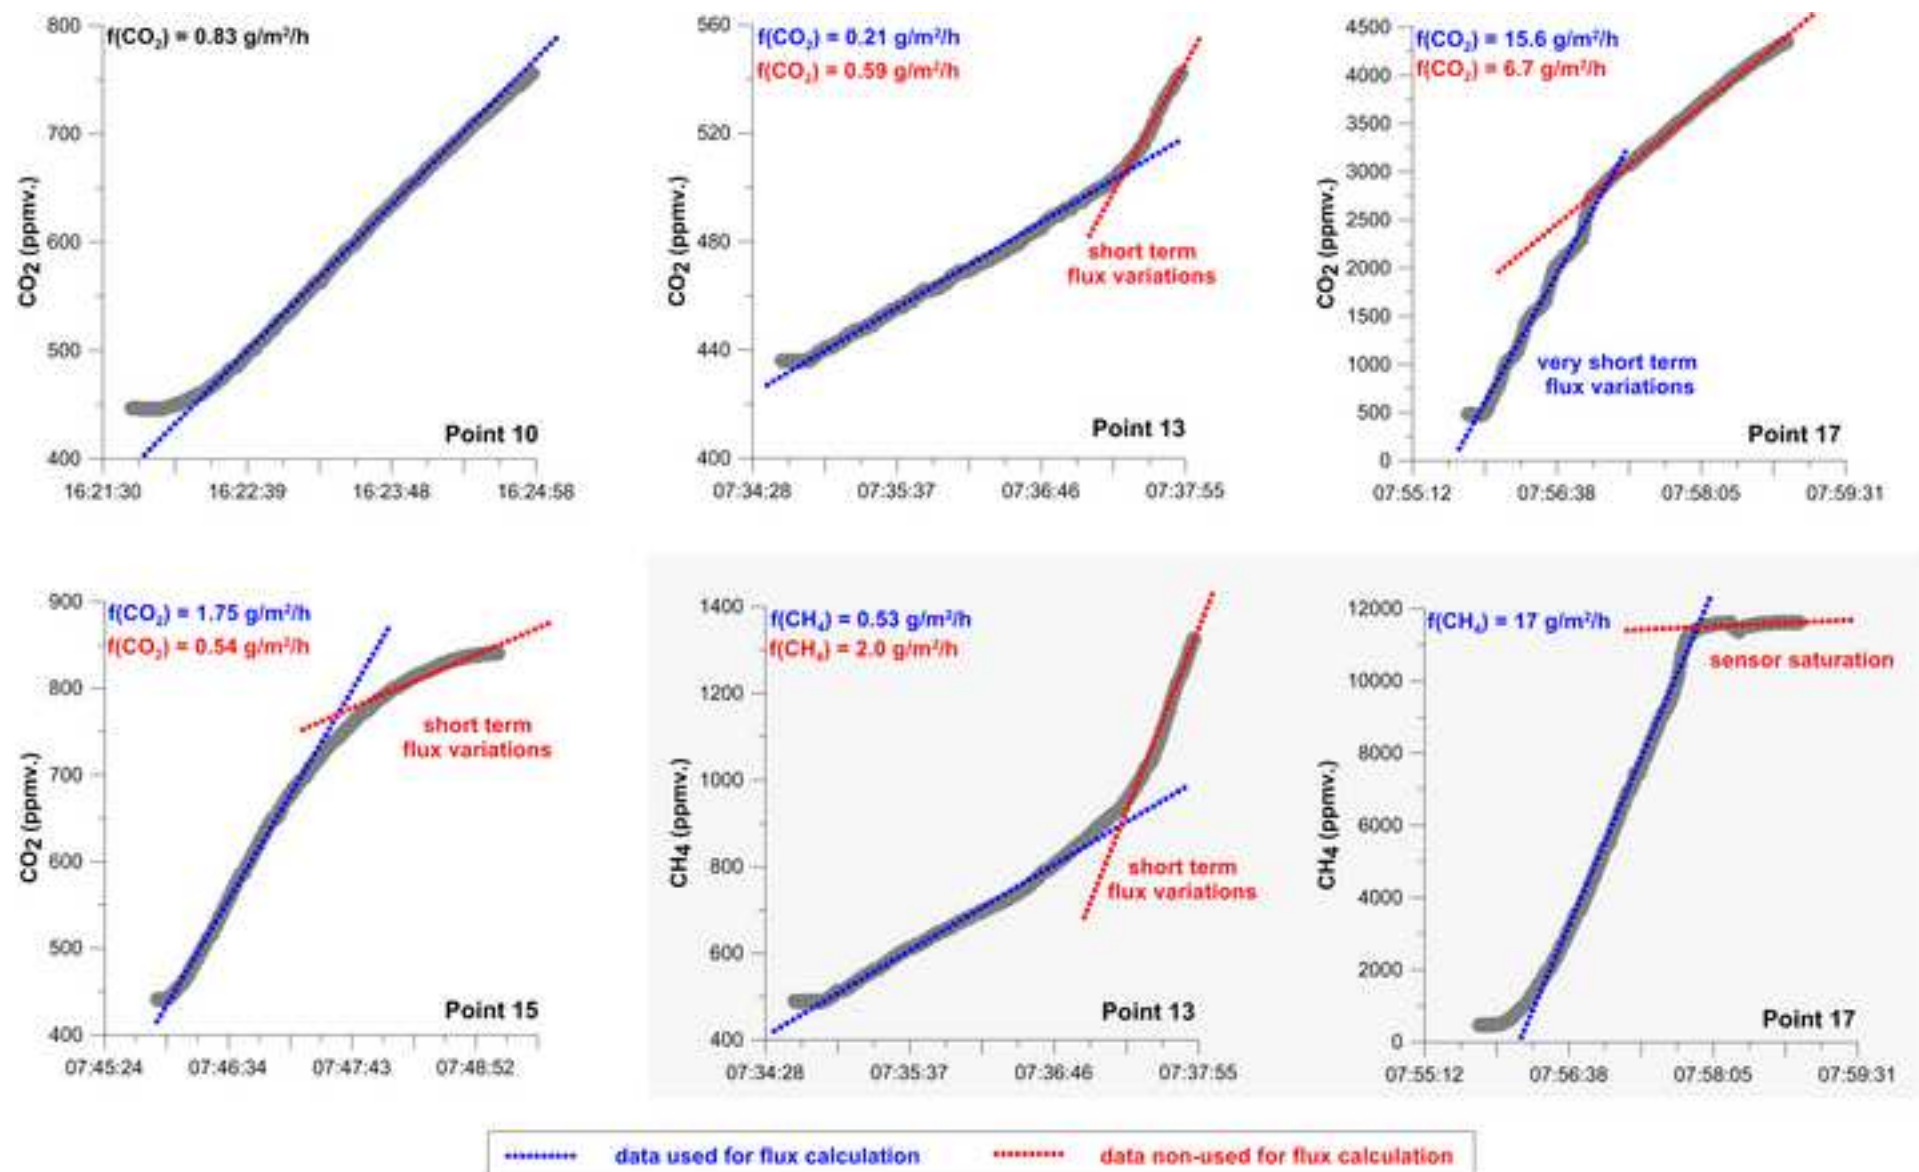 f(CO₂) = 0.83 g/m²/h
CO₂ (ppmv.)
800
700
600
500
400
16:21:30 16:22:39 16:23:48 16:24:58
Point 10
f(CO₂) = 0.21 g/m²/h
f(CO₂) = 0.59 g/m²/h
CO₂ (ppmv.)
560
520
480
440
400
short term
flux variations
Point 13
07:34:28 07:35:37 07:36:46 07:37:55
f(CO₂) = 15.6 g/m²/h
f(CO₂) = 6.7 g/m²/h
CO₂ (ppmv.)
4500
4000
3500
3000
2500
2000
1500
1000
500
0
very short term
flux variations
Point 17
07:55:12 07:56:38 07:58:05 07:59:31
f(CO₂) = 1.75 g/m²/h
f(CO₂) = 0.54 g/m²/h
CO₂ (ppmv.)
900
800
700
600
500
400
short term
flux variations
Point 15
07:45:24 07:46:34 07:47:43 07:48:52
f(CH₄) = 0.53 g/m²/h
f(CH₄) = 2.0 g/m²/h
CH₄ (ppmv.)
1400
1200
1000
800
600
400
short term
flux variations
Point 13
07:34:28 07:35:37 07:36:46 07:37:55
f(CH₄) = 17 g/m²/h
CH₄ (ppmv.)
12000
10000
8000
6000
4000
2000
0
sensor saturation
Point 17
07:55:12 07:56:38 07:58:05 07:59:31
data used for flux calculation
data non-used for flux calculation